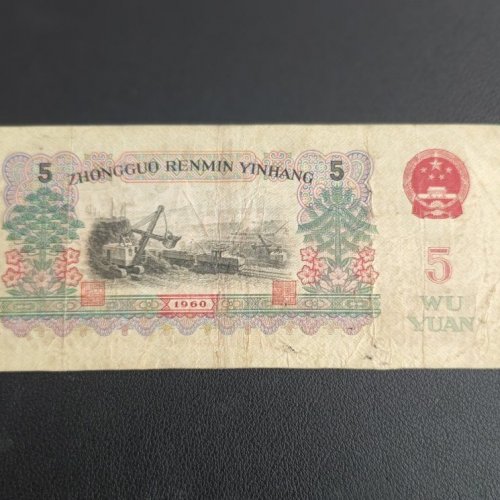 5 ZHONGGUO RENMIN YINHANG 5
1960
5
WU
YUAN